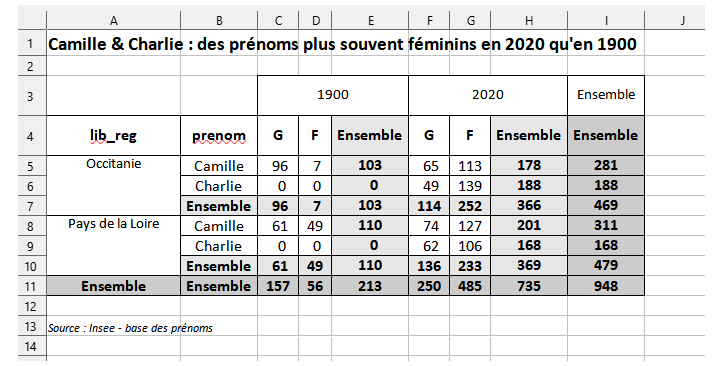 A B C D E F G H I J
1 Camille & Charlie : des prénoms plus souvent féminins en 2020 qu'en 1900
2
3 1900 2020 Ensemble
4 lib_reg prenom G F Ensemble G F Ensemble Ensemble
5 Occitanie Camille 96 7 103 65 113 178 281
6 Charlie 0 0 0 49 139 188 188
7 Ensemble 96 7 103 114 252 366 469
8 Pays de la Loire Camille 61 49 110 74 127 201 311
9 Charlie 0 0 0 62 106 168 168
10 Ensemble 61 49 110 136 233 369 479
11 Ensemble Ensemble 157 56 213 250 485 735 948
12
13 Source : Insee - base des prénoms
14